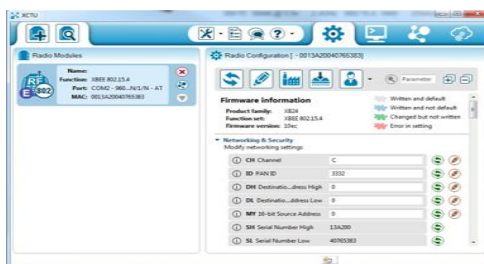 XCTU
Radio Modules
Name:
Function: XBEE 802.15.4
Port: COM2 - 960...N/1/N - AT
MAC: 0013A20040765383
802
Radio Configuration [ - 0013A20040765383]
Parameter
Firmware information
Product family: XB24
Function set: XBEE 802.15.4
Firmware version: 10ec
Written and default
Written and not default
Changed but not written
Error in setting
Networking & Security
Modify networking settings
CH Channel C
ID PAN ID 3332
DH Destinatio...dress High 0
DL Destinatio...ddress Low 0
MY 16-bit Source Address 0
SH Serial Number High 13A200
SL Serial Number Low 40765383